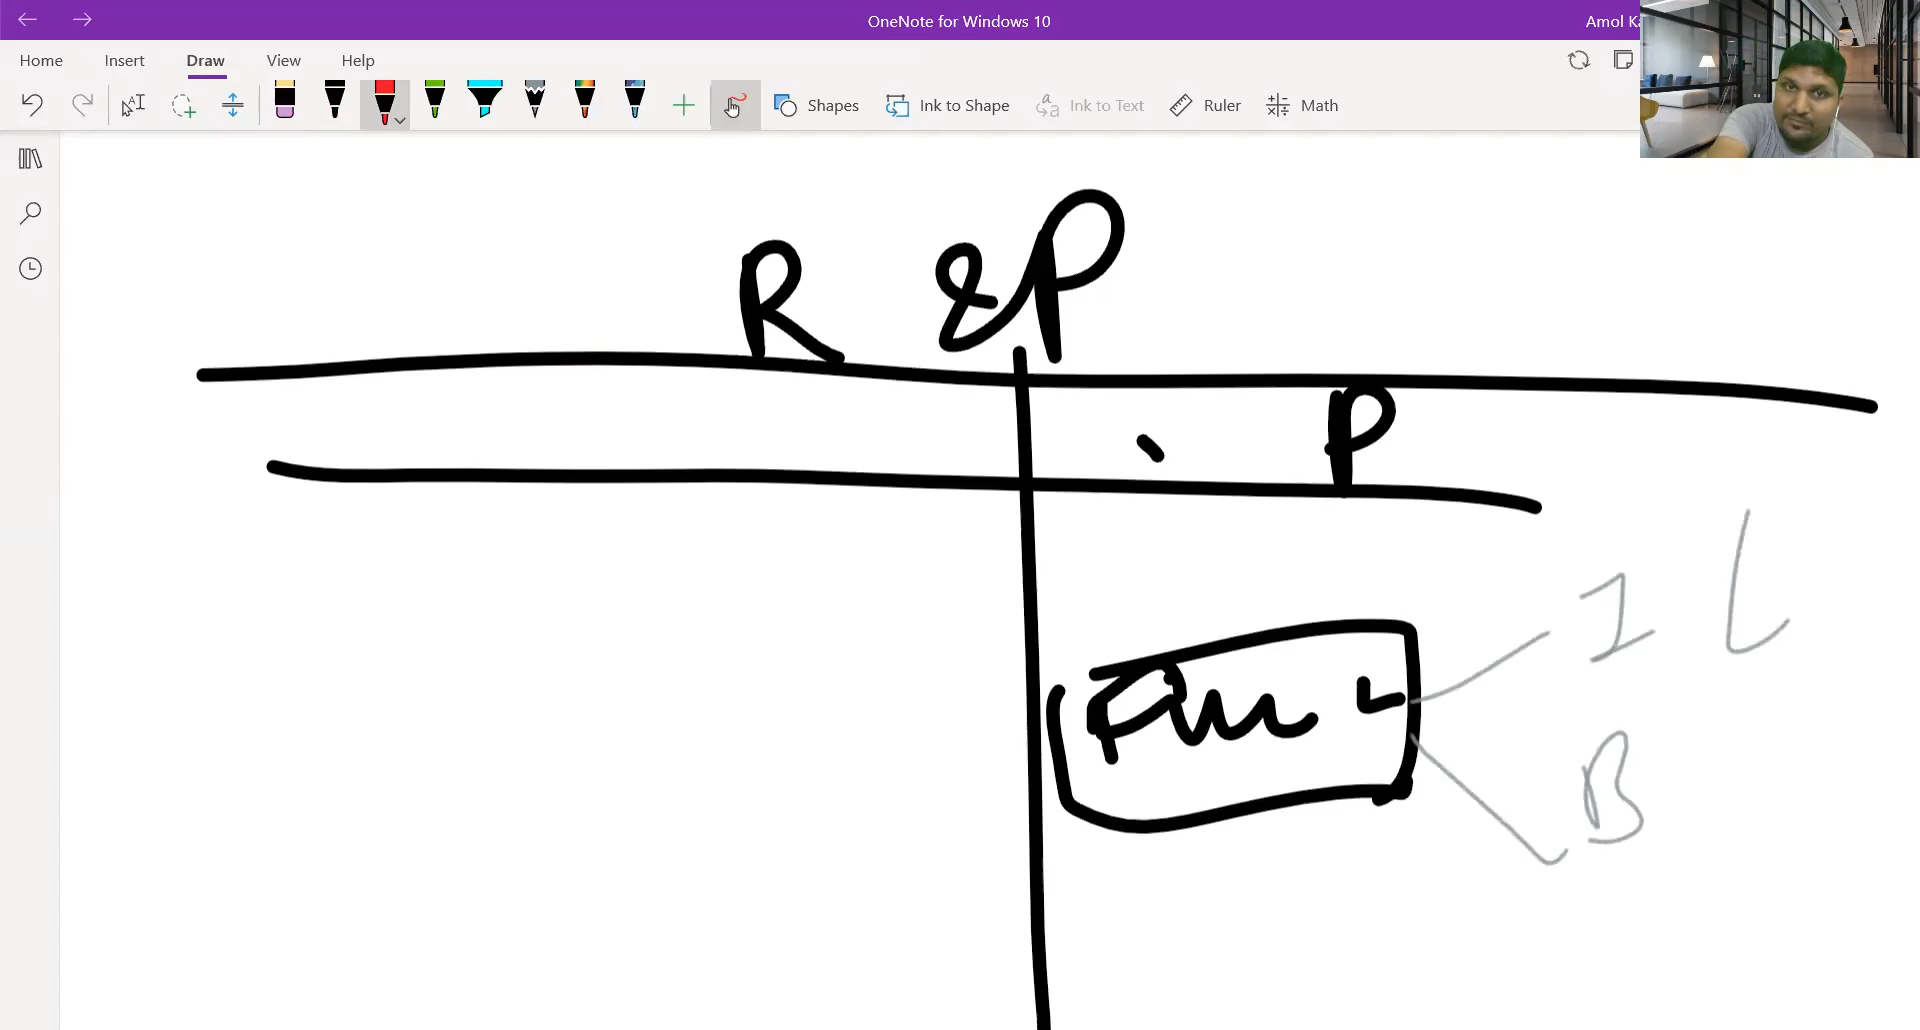 OneNote for Windows 10
Amol Ka
Home Insert Draw View Help
Shapes Ink to Shape Ink to Text Ruler Math
R & P
P
I
B